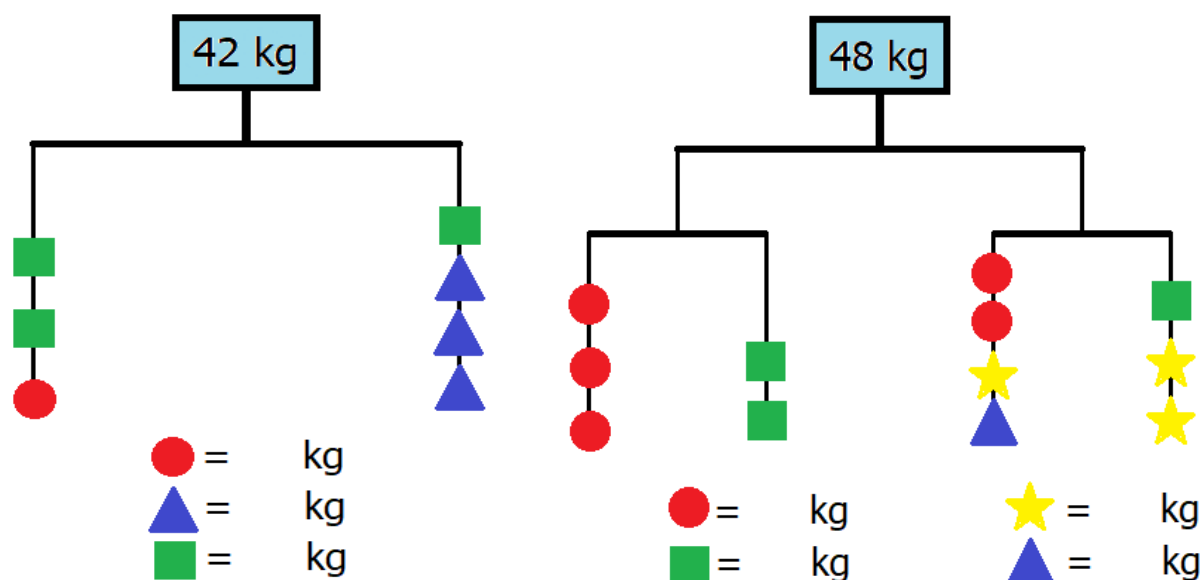 42 kg
48 kg
= kg
= kg
= kg
= kg
= kg
= kg
= kg